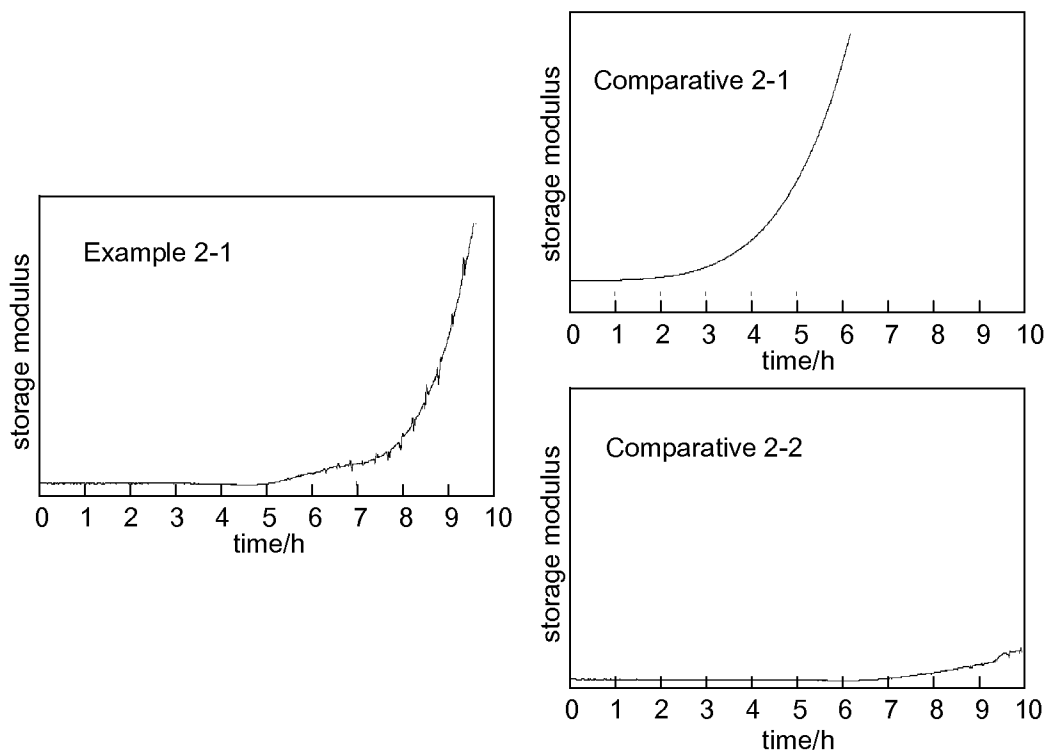 Example 2-1
storage modulus
0 1 2 3 4 5 6 7 8 9 10
time/h
Comparative 2-1
storage modulus
0 1 2 3 4 5 6 7 8 9 10
time/h
Comparative 2-2
storage modulus
0 1 2 3 4 5 6 7 8 9 10
time/h